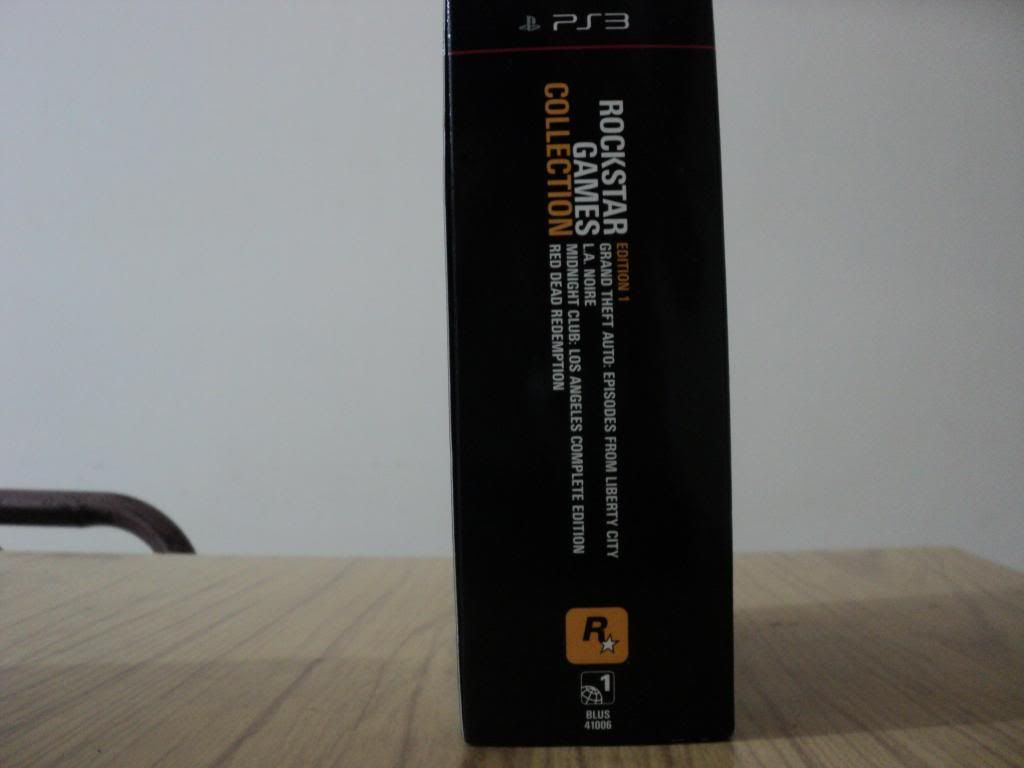 PS3
ROCKSTAR
GAMES
COLLECTION
EDITION 1
GRAND THEFT AUTO: EPISODES FROM LIBERTY CITY
L.A. NOIRE
MIDNIGHT CLUB: LOS ANGELES COMPLETE EDITION
RED DEAD REDEMPTION
R
1
BLUS
41006